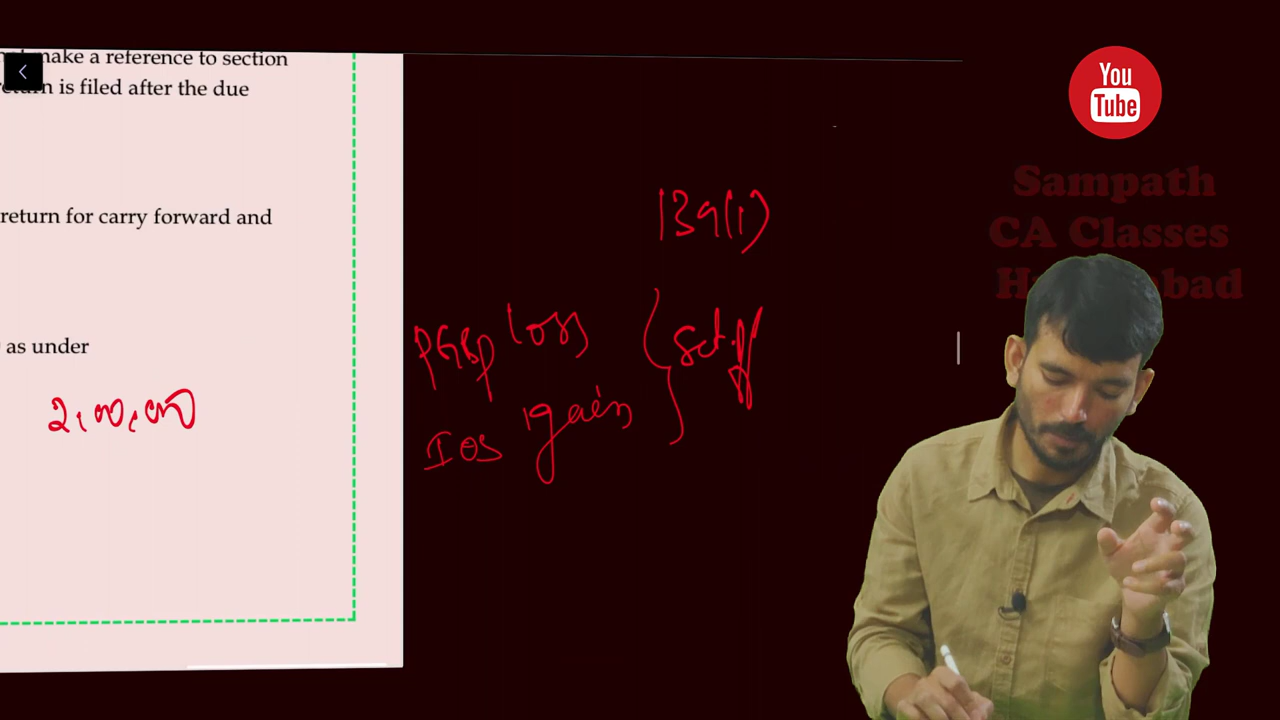 make a reference to section
return is filed after the due
return for carry forward and
as under
2,00,000
139(1)
PGBP loss
IOS gain
Set off
You
Tube
Sampath
CA Classes